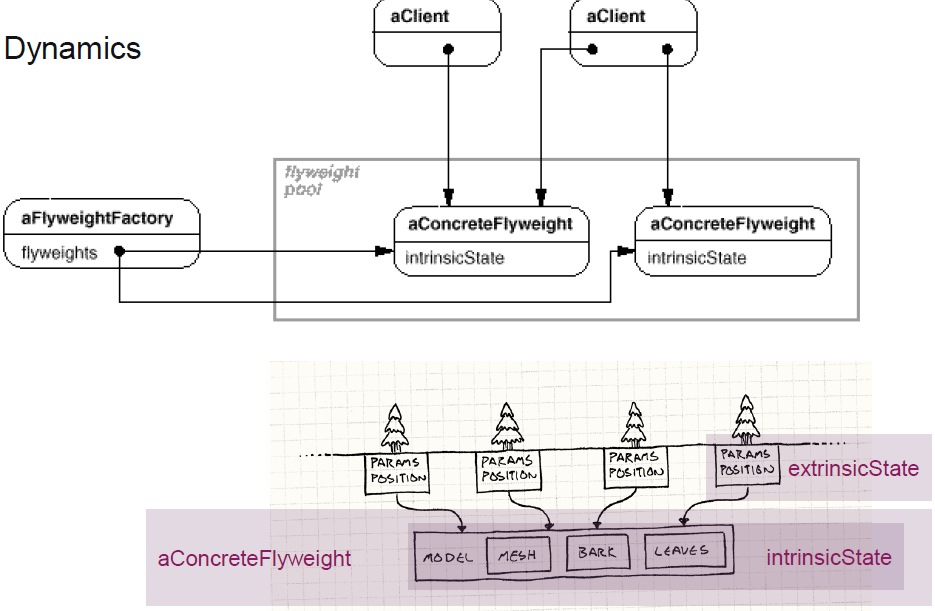 Dynamics
aClient
aClient
flyweight
pool
aFlyweightFactory
flyweights
aConcreteFlyweight
intrinsicState
aConcreteFlyweight
intrinsicState
PARAMS
POSITION
PARAMS
POSITION
PARAMS
POSITION
PARAMS
POSITION
extrinsicState
aConcreteFlyweight
MODEL
MESH
BARK
LEAVES
intrinsicState